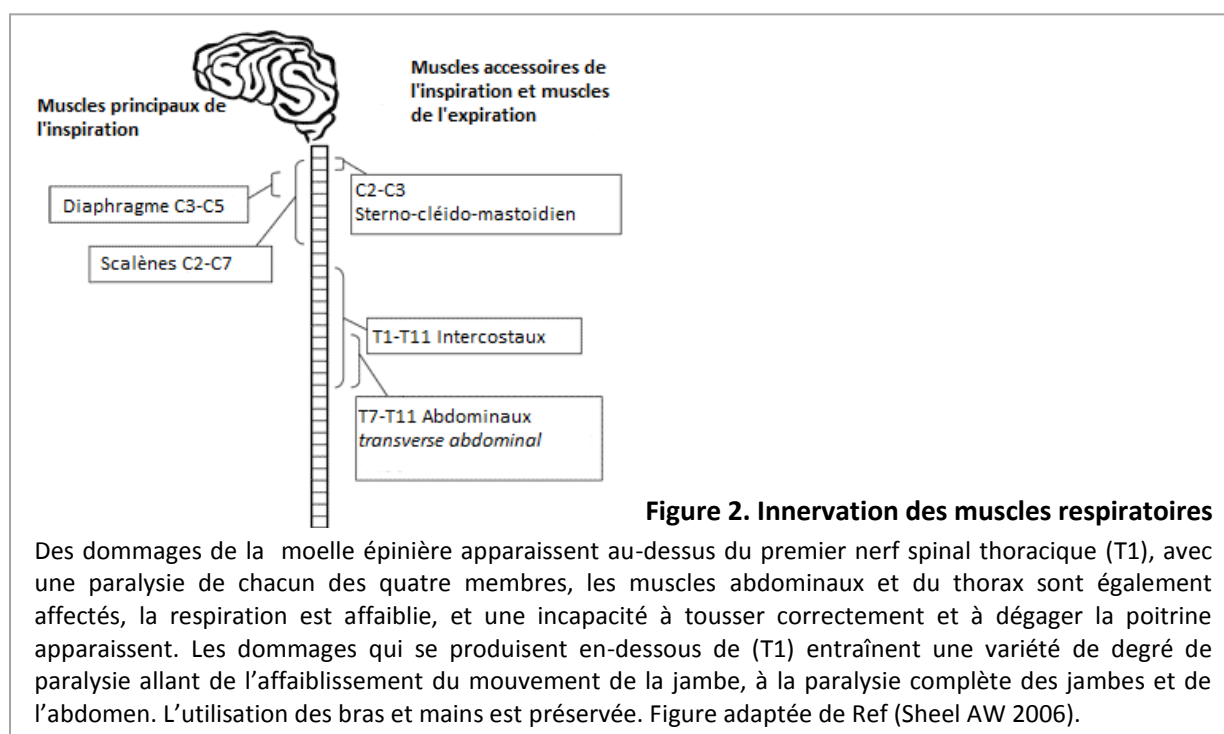 Muscles principaux de
l'inspiration
Muscles accessoires de
l'inspiration et muscles
de l'expiration
Diaphragme C3-C5
Scalènes C2-C7
C2-C3
Sterno-cléido-mastoidien
T1-T11 Intercostaux
T7-T11 Abdominaux
transverse abdominal
Figure 2. Innervation des muscles respiratoires
Des dommages de la moelle épinière apparaissent au-dessus du premier nerf spinal thoracique (T1), avec
une paralysie de chacun des quatre membres, les muscles abdominaux et du thorax sont également
affectés, la respiration est affaiblie, et une incapacité à tousser correctement et à dégager la poitrine
apparaissent. Les dommages qui se produisent en-dessous de (T1) entraînent une variété de degré de
paralysie allant de l'affaiblissement du mouvement de la jambe, à la paralysie complète des jambes et de
l'abdomen. L'utilisation des bras et mains est préservée. Figure adaptée de Ref (Sheel AW 2006).